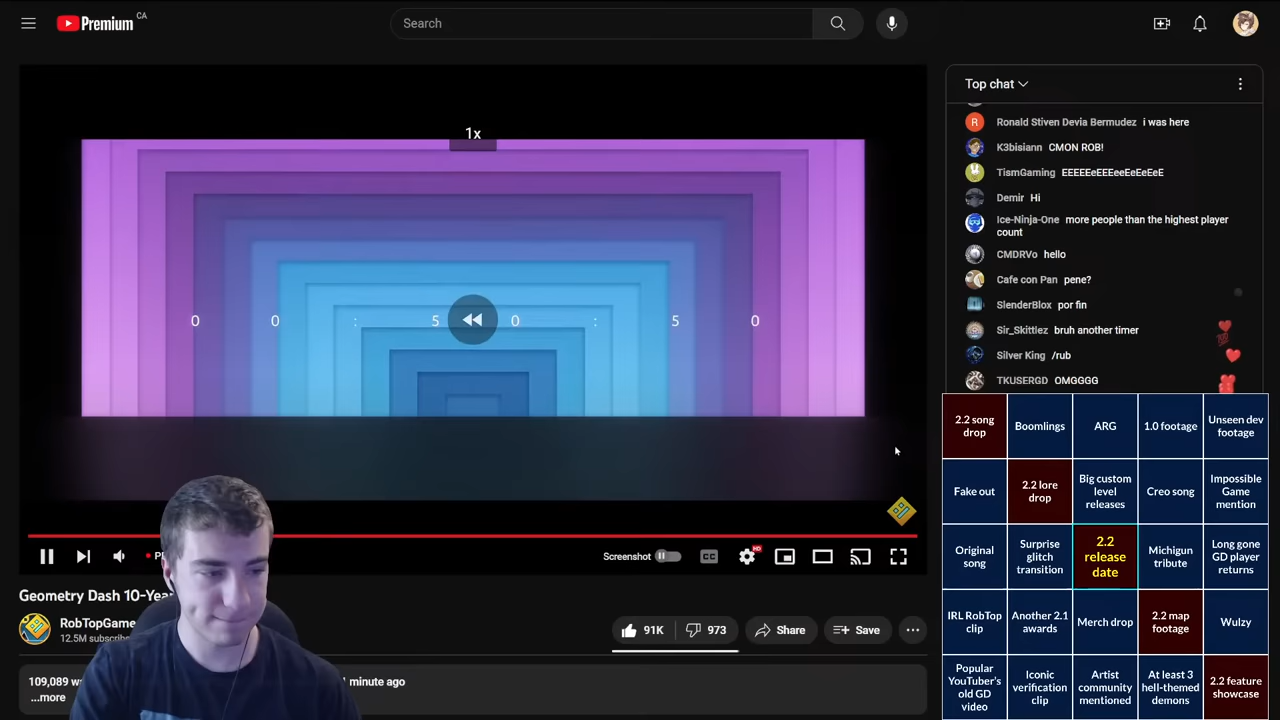 Premium CA
Search
1x
0 0 : 5 0 : 5 0
Screenshot
CC
HD
Geometry Dash 10-Yea
RobTopGame
12.5M subscribe
91K
973
Share
Save
109,089 w
1 minute ago
...more
Top chat
Ronald Stiven Devia Bermudez i was here
K3bisiann CMON ROB!
TismGaming EEEEEeEEEeeEeEeEeE
Demir Hi
Ice-Ninja-One more people than the highest player
count
CMDRVo hello
Cafe con Pan pene?
SlenderBlox por fin
Sir_Skittlez bruh another timer
Silver King /rub
TKUSERGD OMGGGG
2.2 song
drop
Boomlings
ARG
1.0 footage
Unseen dev
footage
Fake out
2.2 lore
drop
Big custom
level
releases
Creo song
Impossible
Game
mention
Original
song
Surprise
glitch
transition
2.2
release
date
Michigun
tribute
Long gone
GD player
returns
IRL RobTop
clip
Another 2.1
awards
Merch drop
2.2 map
footage
Wulzy
Popular
YouTuber's
old GD
video
Iconic
verification
clip
Artist
community
mentioned
At least 3
hell-themed
demons
2.2 feature
showcase